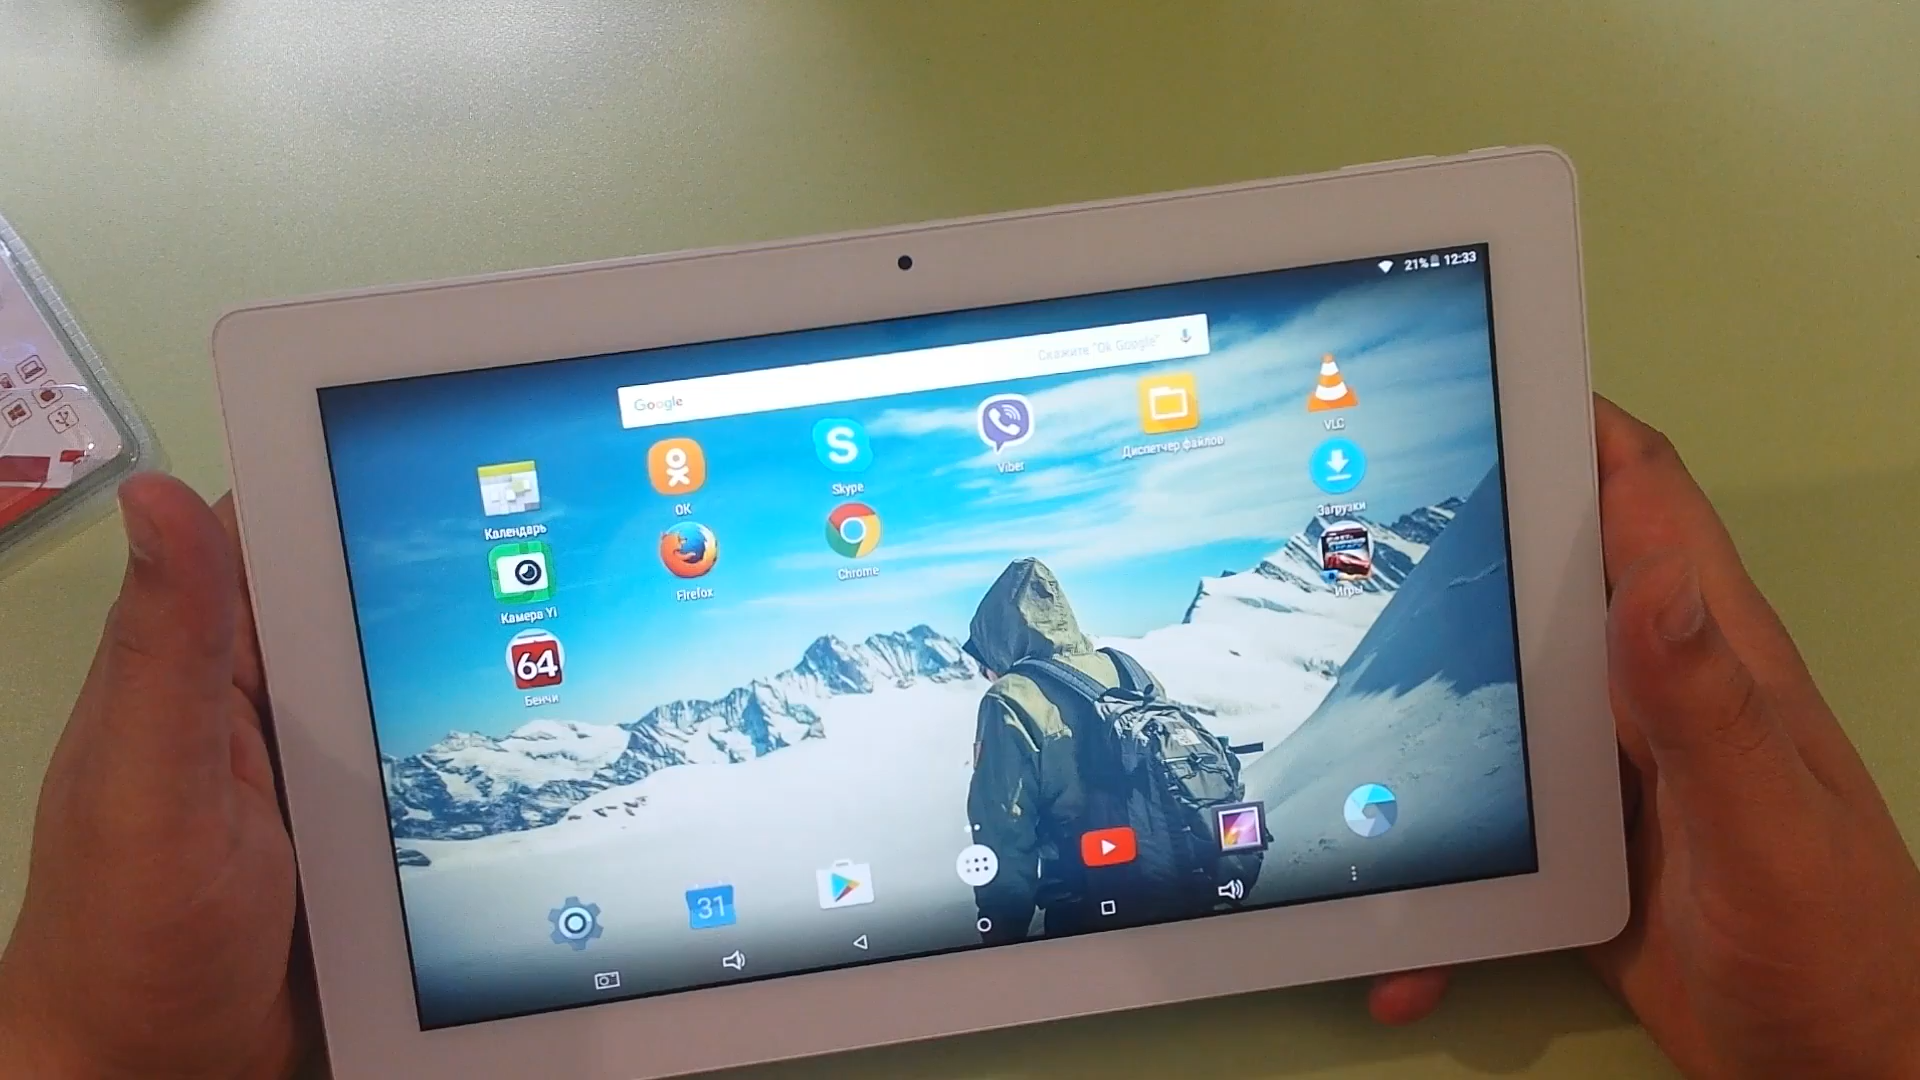 21% 12:33
Google Скажите "Ok Google"
Календарь
OK
Skype
Viber
Диспетчер файлов
VLC
Камера Yi
Firefox
Chrome
Загрузки
64
Бенчи
Игры
31